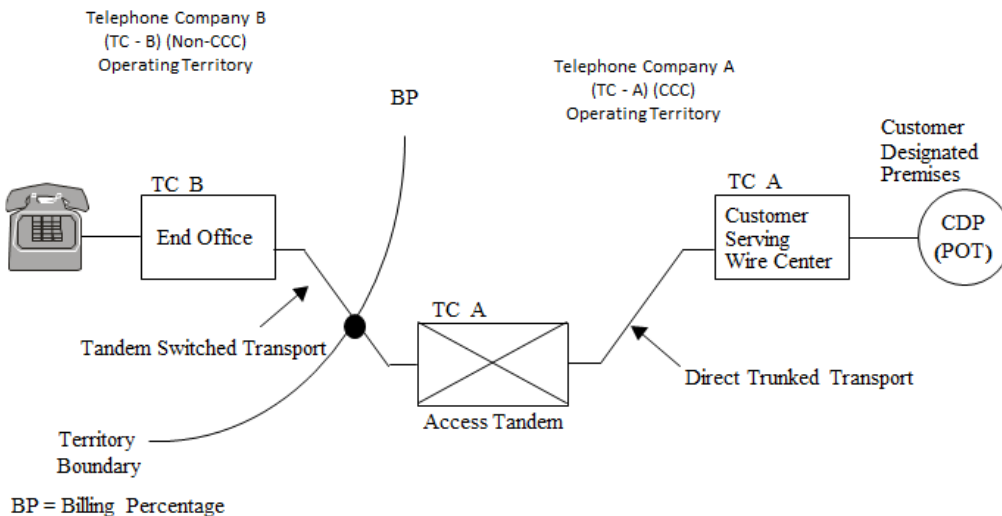 Telephone Company B
(TC - B) (Non-CCC)
Operating Territory
Telephone Company A
(TC - A) (CCC)
Operating Territory
BP
Customer
Designated
Premises
TC B
End Office
TC A
Customer
Serving
Wire Center
CDP
(POT)
TC A
Tandem Switched Transport
Direct Trunked Transport
Access Tandem
Territory
Boundary
BP = Billing Percentage